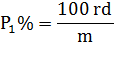 P₁% = 100 rd / m